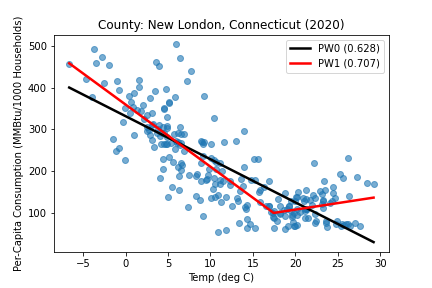 County: New London, Connecticut (2020)
PW0 (0.628)
PW1 (0.707)
Per-Capita Consumption (MMBtu/1000 Households)
500
400
300
200
100
−5
0
5
10
15
20
25
30
Temp (deg C)